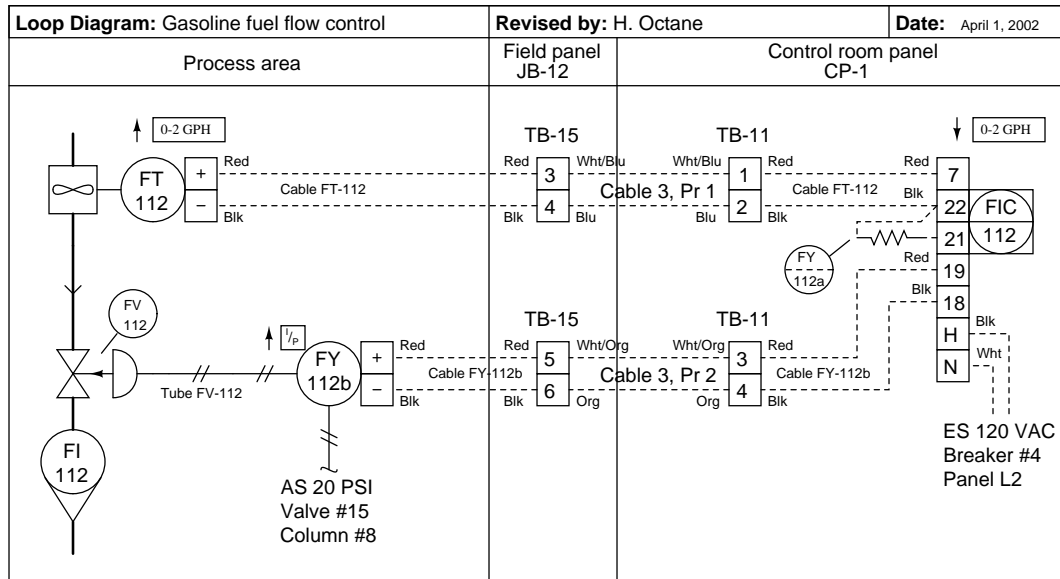 Loop Diagram: Gasoline fuel flow control
Revised by: H. Octane
Date: April 1, 2002
Process area
Field panel
JB-12
Control room panel
CP-1
0-2 GPH
TB-15
TB-11
0-2 GPH
FT
112
+
−
Red
Blk
Cable FT-112
Red
Blk
3
4
Wht/Blu
Blu
Cable 3, Pr 1
Wht/Blu
Blu
1
2
Red
Blk
Cable FT-112
Red
Blk
7
22
21
19
18
H
N
FIC
112
FY
112a
Red
Blk
Blk
Wht
FV
112
Tube FV-112
I/P
FY
112b
+
−
Red
Blk
Cable FY-112b
TB-15
Red
Blk
5
6
Wht/Org
Org
Cable 3, Pr 2
TB-11
Wht/Org
Org
3
4
Red
Blk
Cable FY-112b
FI
112
AS 20 PSI
Valve #15
Column #8
ES 120 VAC
Breaker #4
Panel L2